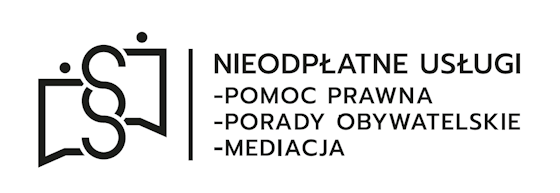 NIEODPŁATNE USŁUGI
-POMOC PRAWNA
-PORADY OBYWATELSKIE
-MEDIACJA